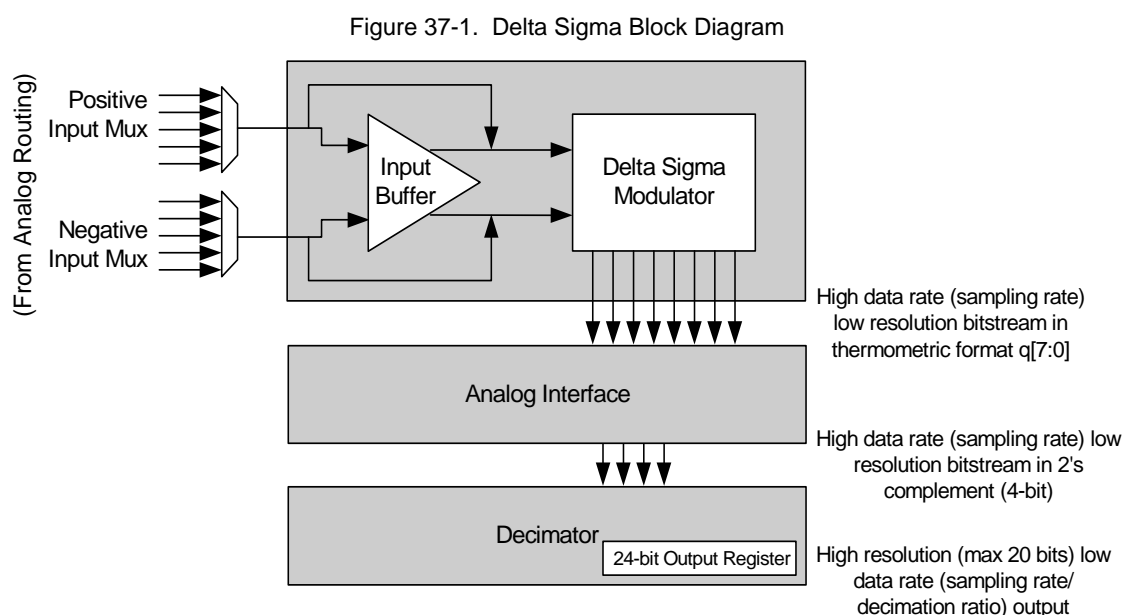 Figure 37-1. Delta Sigma Block Diagram
(From Analog Routing)
Positive
Input Mux
Negative
Input Mux
Input
Buffer
Delta Sigma
Modulator
High data rate (sampling rate)
low resolution bitstream in
thermometric format q[7:0]
Analog Interface
High data rate (sampling rate) low
resolution bitstream in 2's
complement (4-bit)
Decimator
24-bit Output Register
High resolution (max 20 bits) low
data rate (sampling rate/
decimation ratio) output